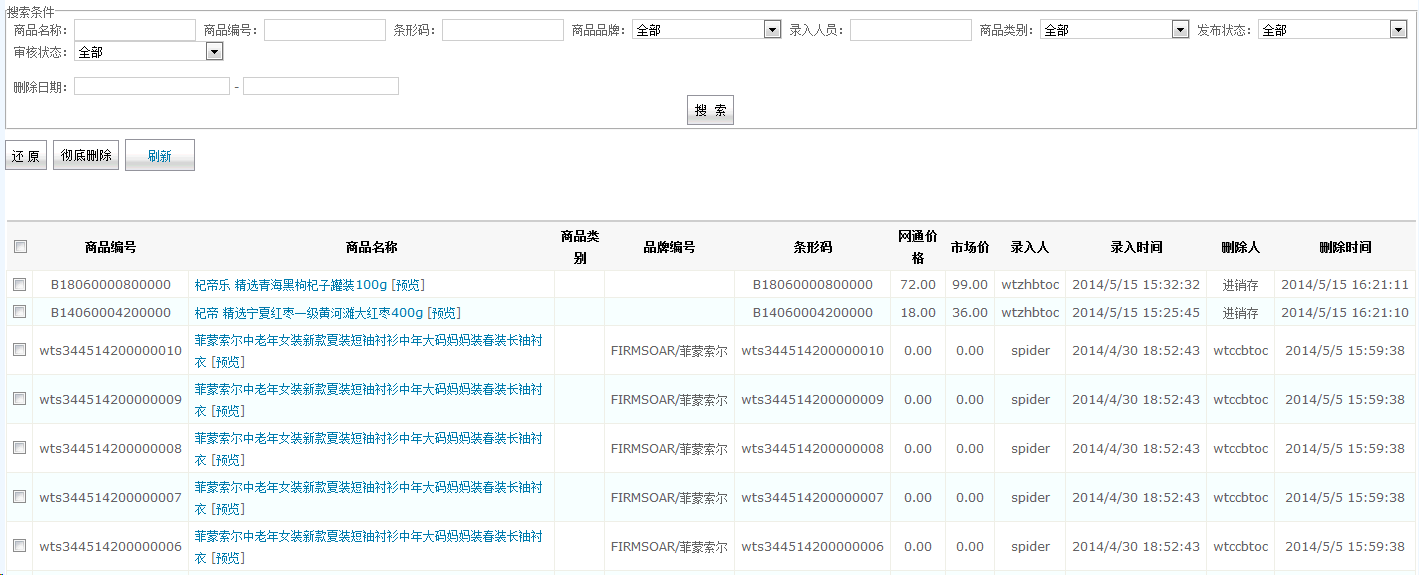 搜索条件
商品名称： 商品编号： 条形码： 商品品牌： 全部 录入人员： 商品类别： 全部 发布状态： 全部
审核状态： 全部
删除日期： -
搜 索
还 原 彻底删除 刷新
商品编号 商品名称 商品类别 品牌编号 条形码 网通价格 市场价 录入人 录入时间 删除人 删除时间
B18060000800000 杞帝乐 精选青海黑枸杞子罐装100g [预览] B18060000800000 72.00 99.00 wtzhbtoc 2014/5/15 15:32:32 进销存 2014/5/15 16:21:11
B14060004200000 杞帝 精选宁夏红枣一级黄河滩大红枣400g [预览] B14060004200000 18.00 36.00 wtzhbtoc 2014/5/15 15:25:45 进销存 2014/5/15 16:21:10
wts344514200000010 菲蒙索尔中老年女装新款夏装短袖衬衫中年大码妈妈装春装长袖衬衣 [预览] FIRMSOAR/菲蒙索尔 wts344514200000010 0.00 0.00 spider 2014/4/30 18:52:43 wtccbtoc 2014/5/5 15:59:38
wts344514200000009 菲蒙索尔中老年女装新款夏装短袖衬衫中年大码妈妈装春装长袖衬衣 [预览] FIRMSOAR/菲蒙索尔 wts344514200000009 0.00 0.00 spider 2014/4/30 18:52:43 wtccbtoc 2014/5/5 15:59:38
wts344514200000008 菲蒙索尔中老年女装新款夏装短袖衬衫中年大码妈妈装春装长袖衬衣 [预览] FIRMSOAR/菲蒙索尔 wts344514200000008 0.00 0.00 spider 2014/4/30 18:52:43 wtccbtoc 2014/5/5 15:59:38
wts344514200000007 菲蒙索尔中老年女装新款夏装短袖衬衫中年大码妈妈装春装长袖衬衣 [预览] FIRMSOAR/菲蒙索尔 wts344514200000007 0.00 0.00 spider 2014/4/30 18:52:43 wtccbtoc 2014/5/5 15:59:38
wts344514200000006 菲蒙索尔中老年女装新款夏装短袖衬衫中年大码妈妈装春装长袖衬衣 [预览] FIRMSOAR/菲蒙索尔 wts344514200000006 0.00 0.00 spider 2014/4/30 18:52:43 wtccbtoc 2014/5/5 15:59:38